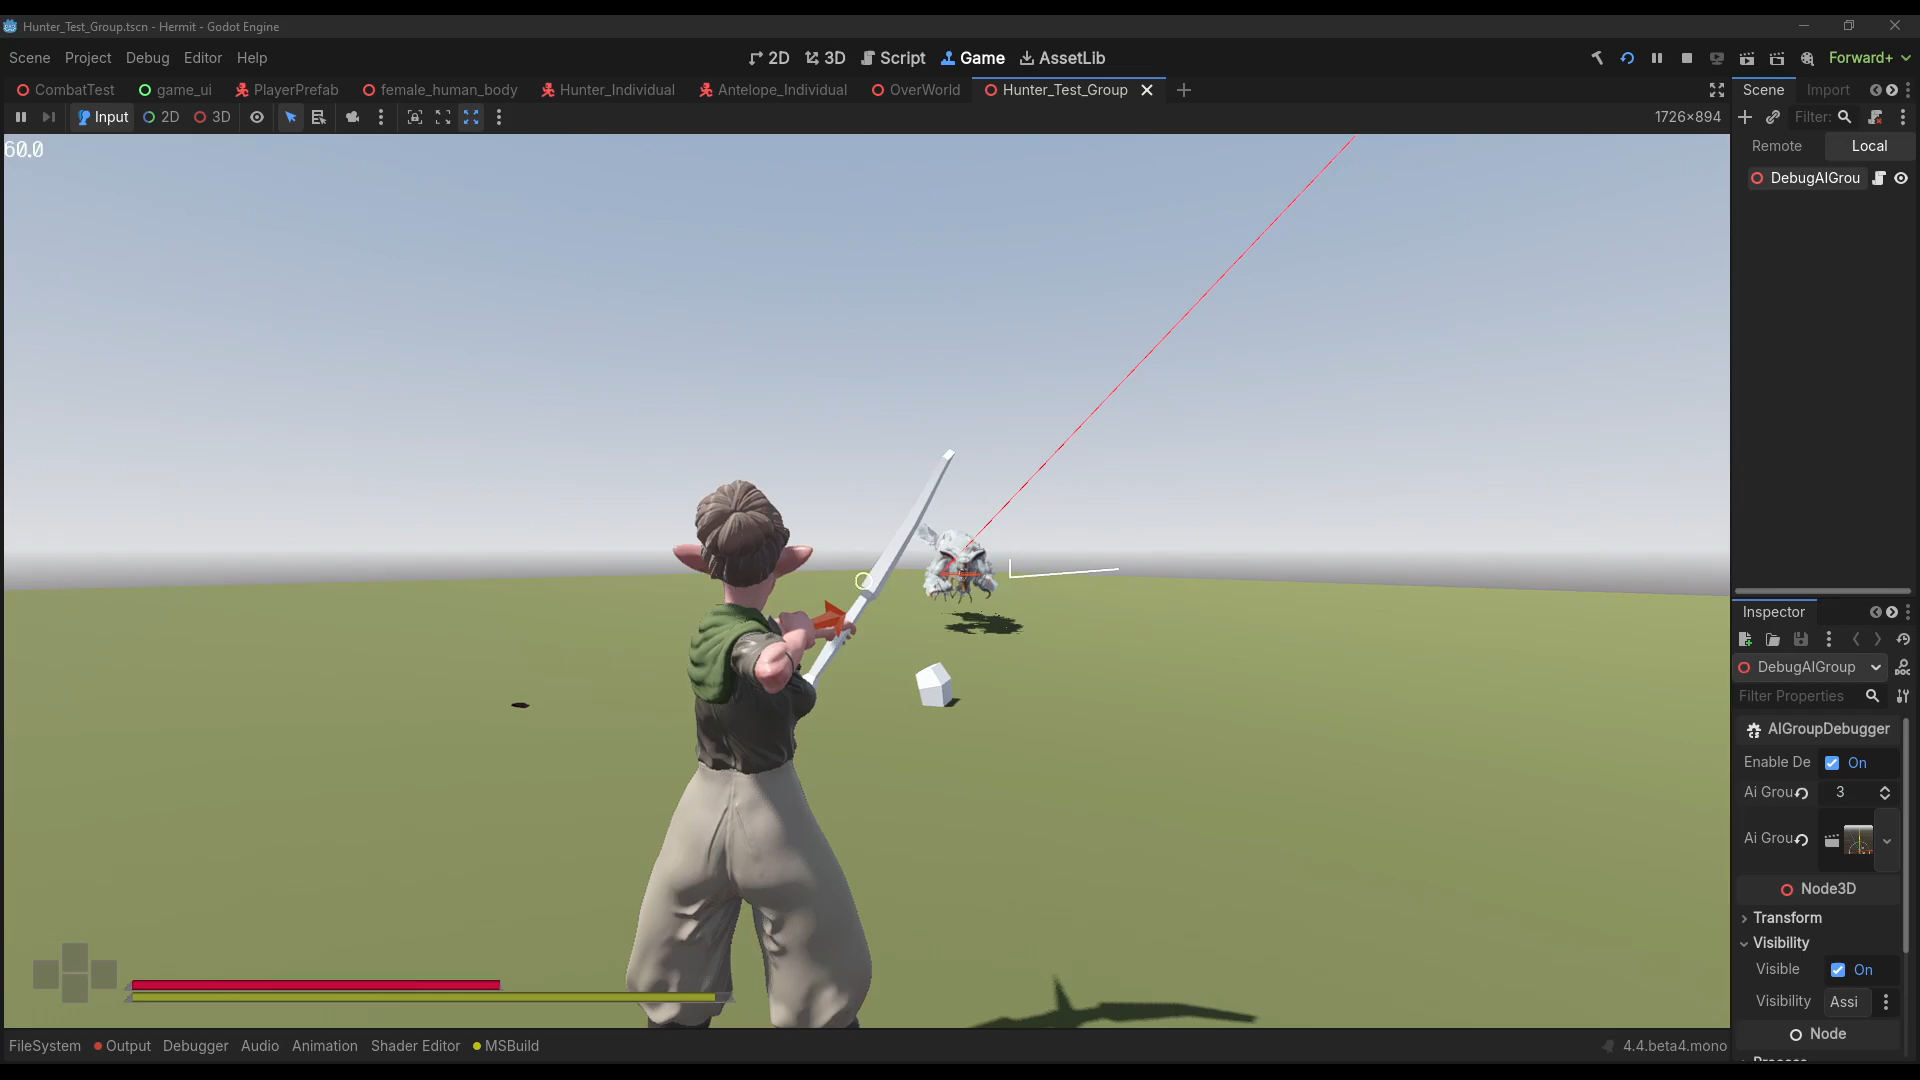 Hunter_Test_Group.tscn - Hermit - Godot Engine
Scene Project Debug Editor Help
2D 3D Script Game AssetLib
Forward+
CombatTest game_ui PlayerPrefab female_human_body Hunter_Individual Antelope_Individual OverWorld Hunter_Test_Group
Scene Import
Input 2D 3D
1726×894
Filter:
60.0
Remote Local
DebugAIGrou
Inspector
DebugAIGroup
Filter Properties
AIGroupDebugger
Enable De On
Ai Grou 3
Ai Grou
Node3D
Transform
Visibility
Visible On
Visibility Assi
Node
FileSystem Output Debugger Audio Animation Shader Editor MSBuild
4.4.beta4.mono